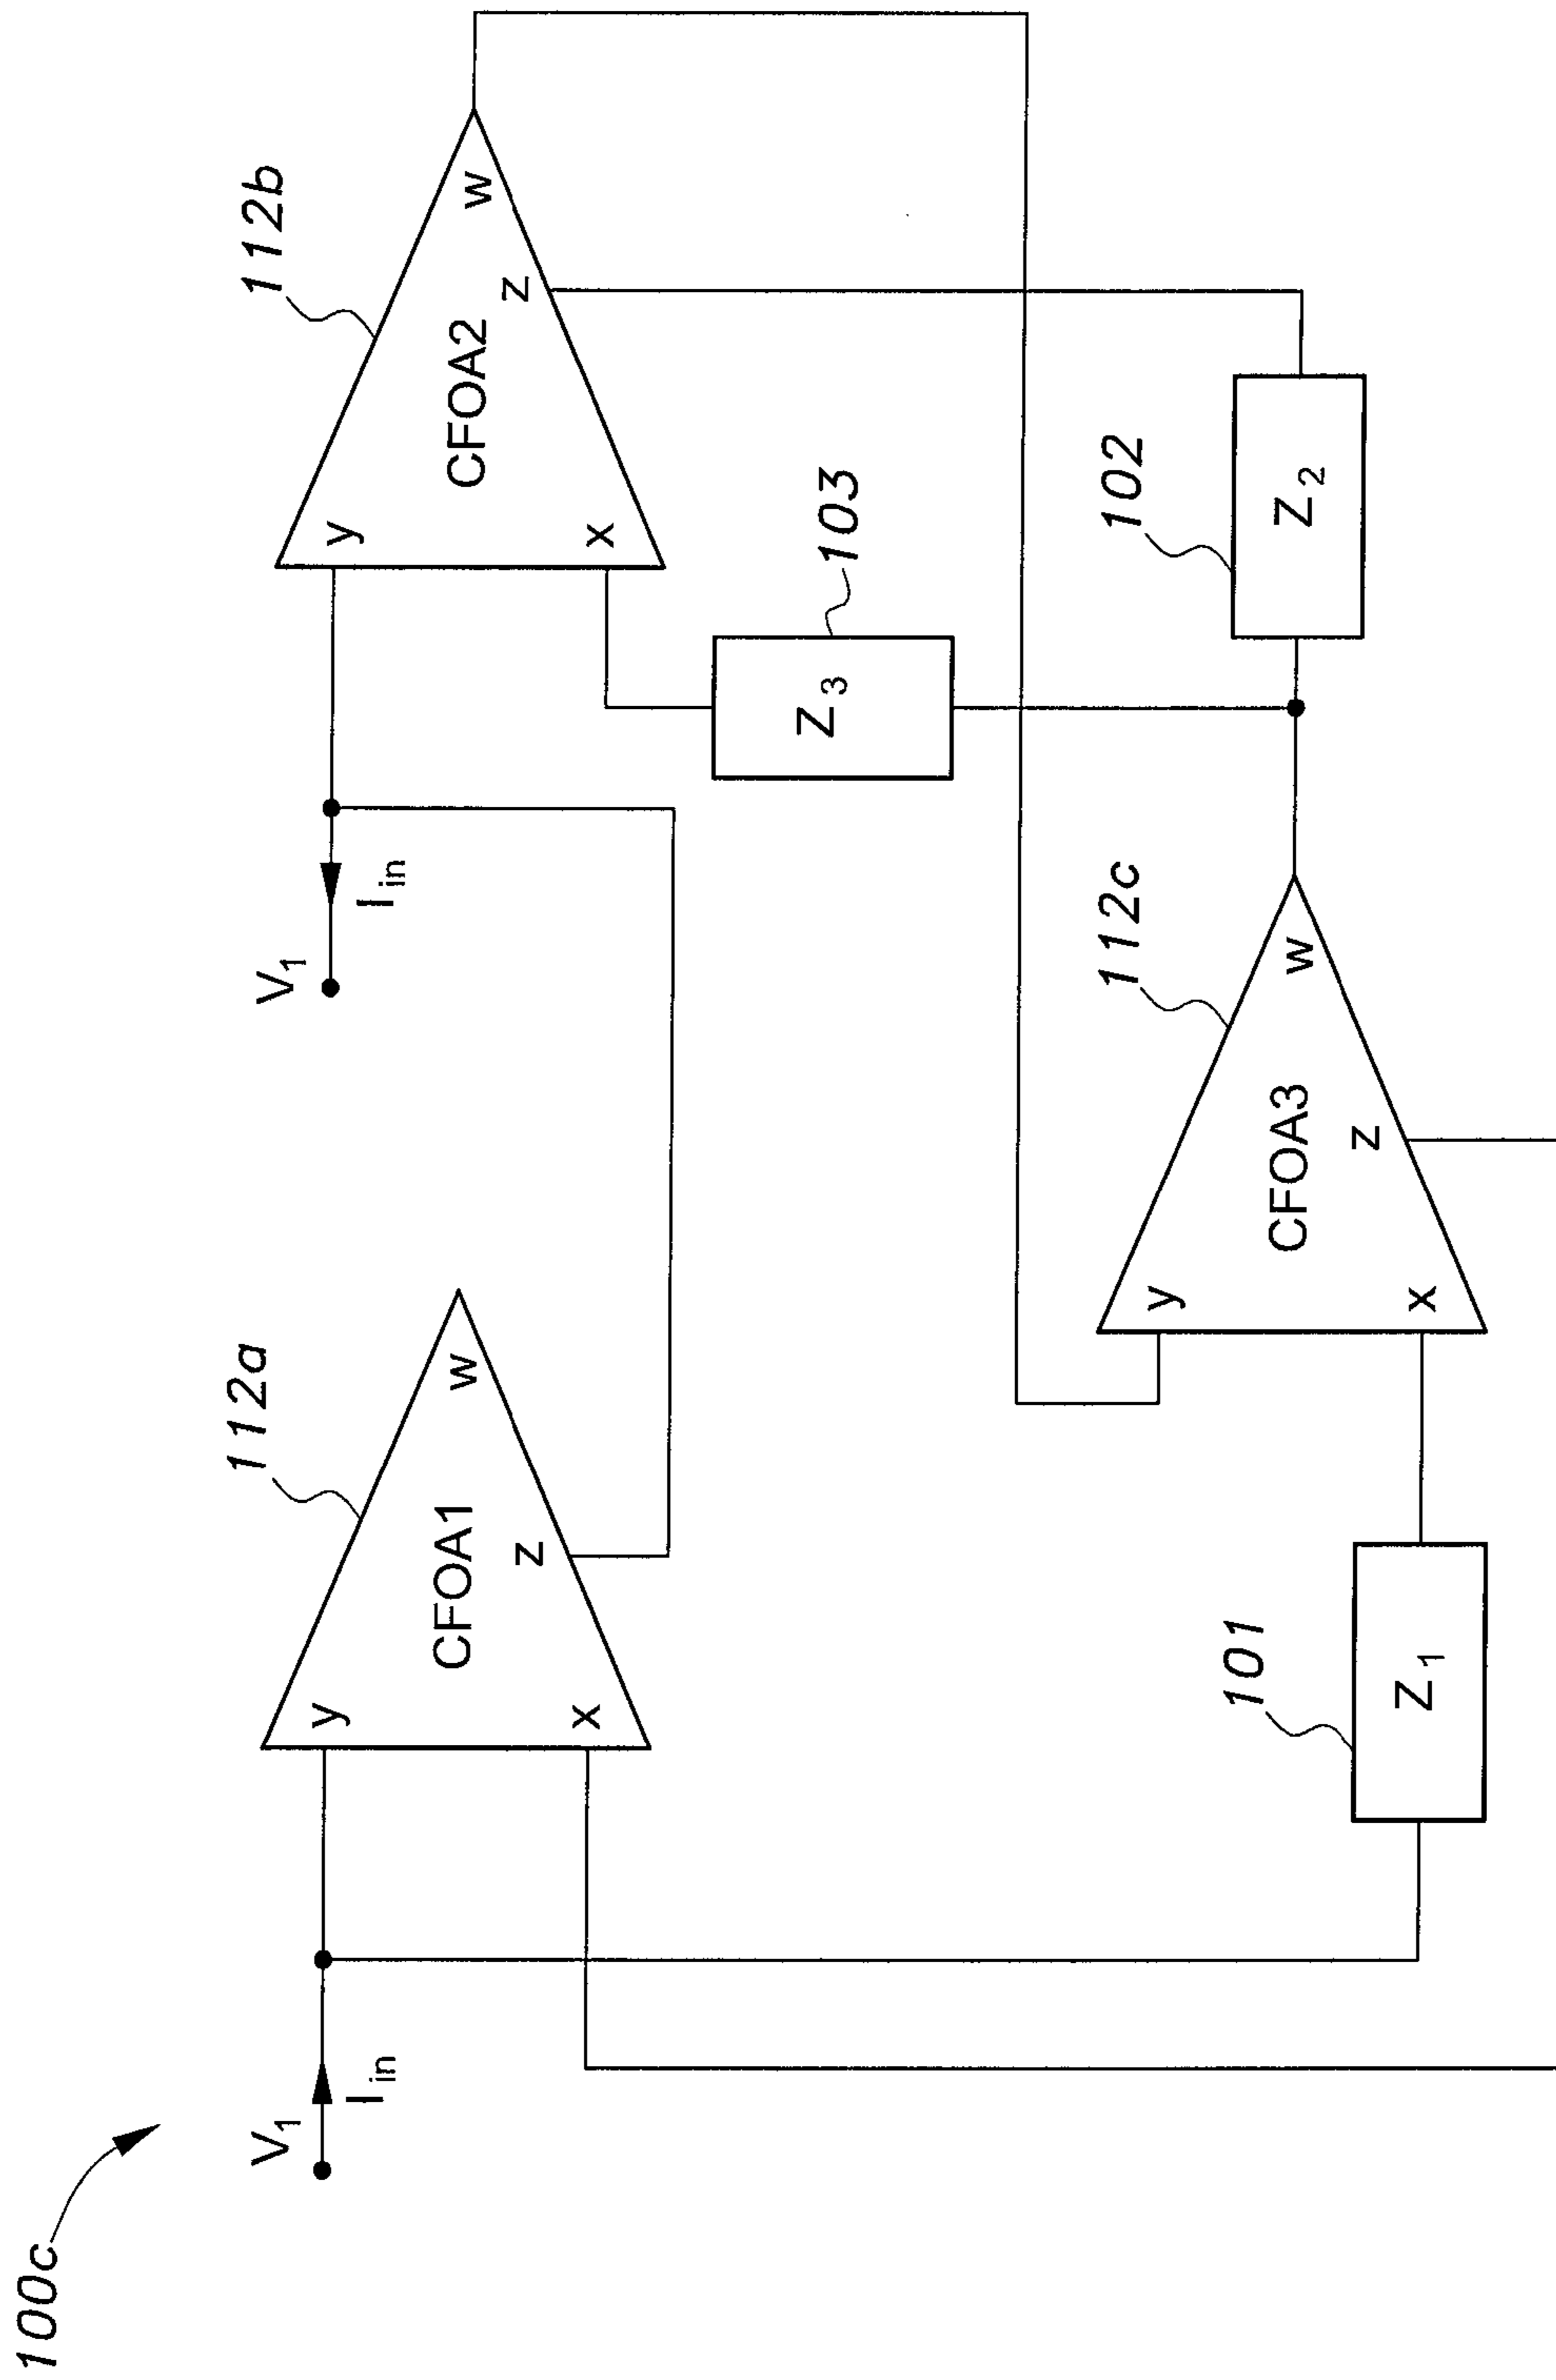 100c
V1
Iin
112a
y
CFOA1
x
z
w
V1
Iin
112b
y
CFOA2
x
z
w
103
Z3
101
Z1
112c
y
CFOA3
x
z
w
102
Z2